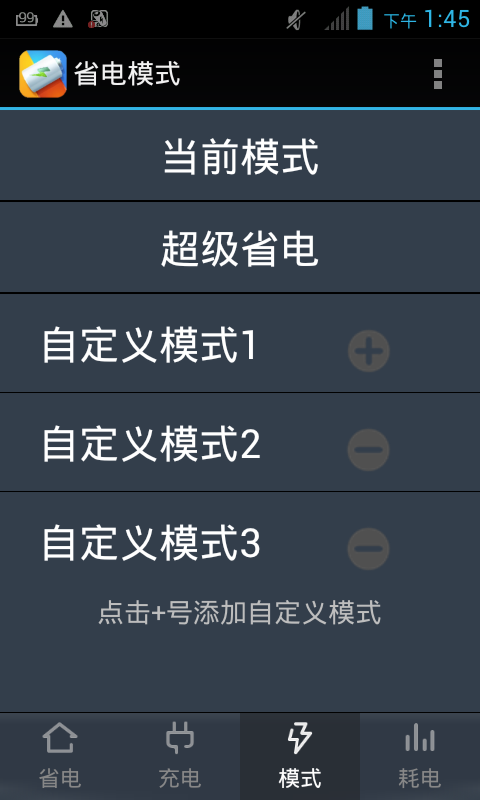 99
下午 1:45
省电模式
当前模式
超级省电
自定义模式1
自定义模式2
自定义模式3
点击+号添加自定义模式
省电 充电 模式 耗电